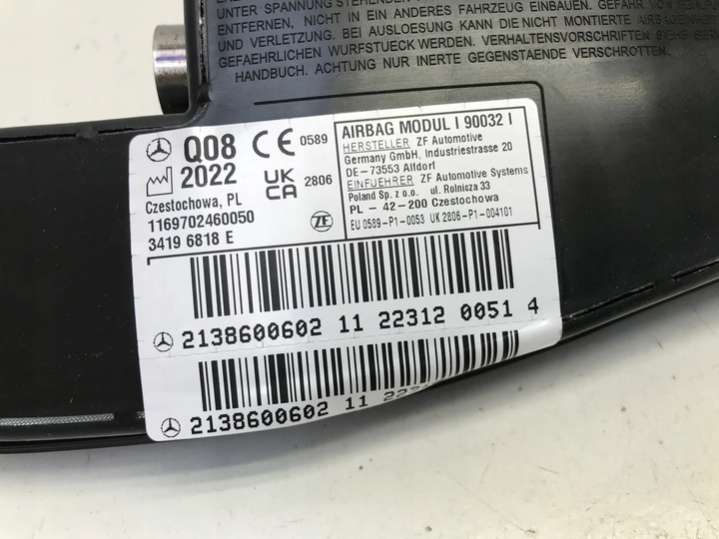 UNTER SPANNUNG STEHENDEN
ENTFERNEN, NICHT IN EIN ANDERES FAHRZEUG EINBAUEN. GEFAHR VON
UND VERLETZUNG. BEI AUSLOESUNG KANN DIE NICHT MONTIERTE
GEFAEHRLICHEN WURFSTUECK WERDEN. VERHALTENSVORSCHRIFTEN
HANDBUCH. ACHTUNG NUR INERTE GEGENSTAENDE VERSCHROTTEN.
Q08 CE 0589
2022 UK CA 2806
Czestochowa, PL
1169702460050
3419 6818 E
ZF
AIRBAG MODUL I 90032 I
HERSTELLER ZF Automotive
Germany GmbH, Industriestrasse 20
DE-73553 Alfdorf
EINFUEHRER ZF Automotive Systems
Poland Sp. z o.o. ul. Rolnicza 33
PL - 42-200 Czestochowa
EU 0589-P1-0053 UK 2806-P1-004101
2138600602 11 22312 0051 4
2138600602 11